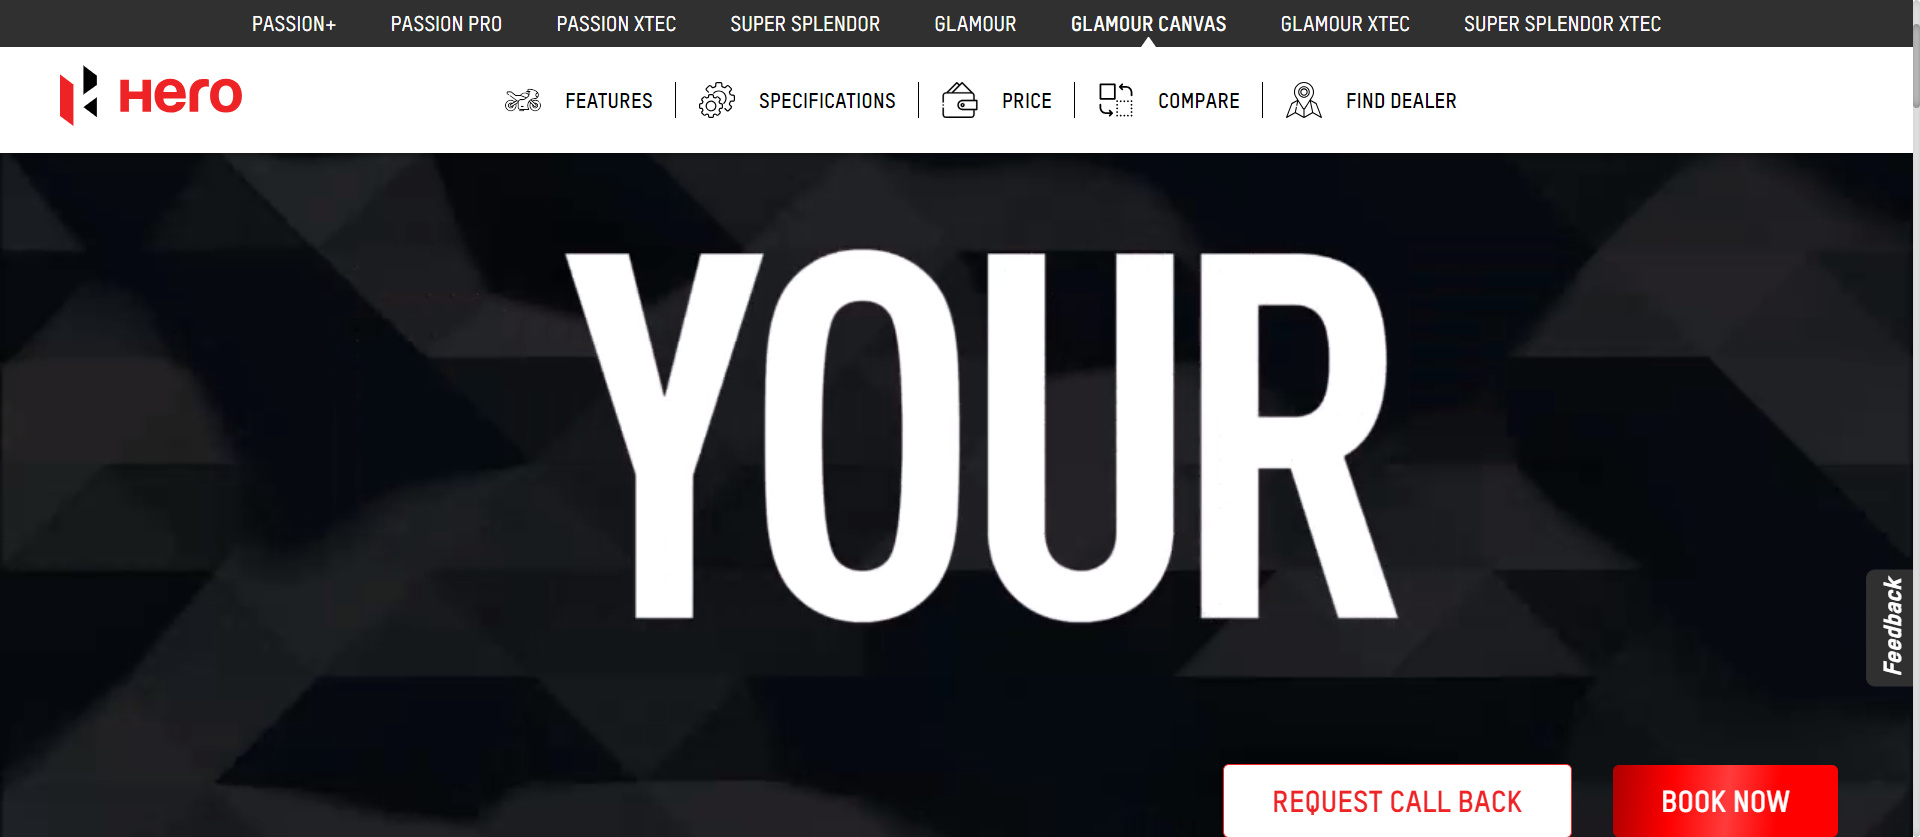 PASSION+ PASSION PRO PASSION XTEC SUPER SPLENDOR GLAMOUR GLAMOUR CANVAS GLAMOUR XTEC SUPER SPLENDOR XTEC
Hero FEATURES SPECIFICATIONS PRICE COMPARE FIND DEALER
YOUR
Feedback
REQUEST CALL BACK BOOK NOW